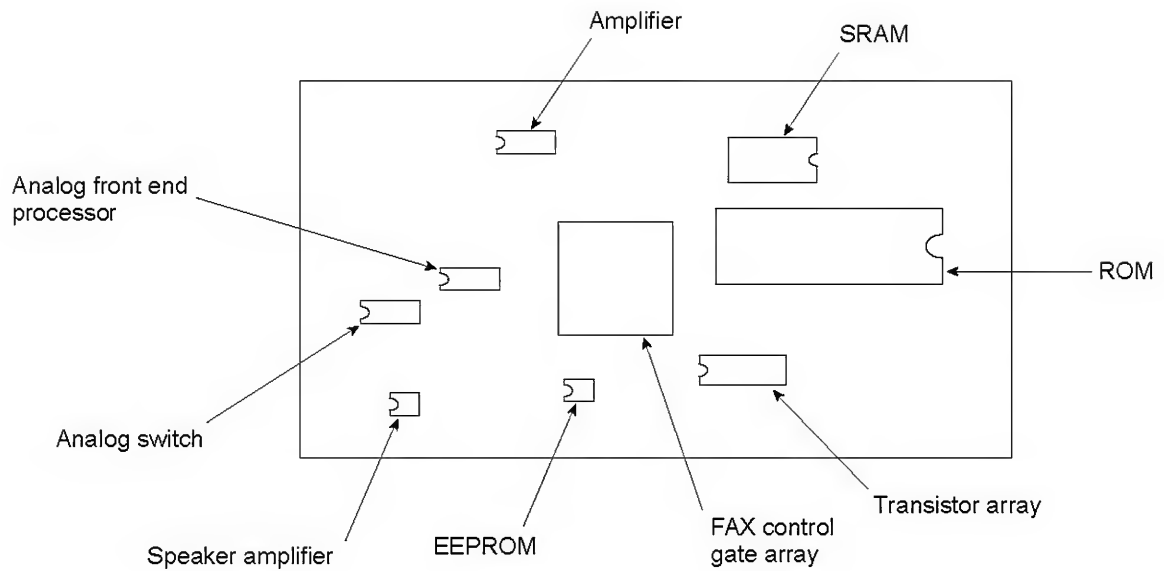 Amplifier
SRAM
Analog front end
processor
ROM
Analog switch
Transistor array
FAX control
gate array
EEPROM
Speaker amplifier